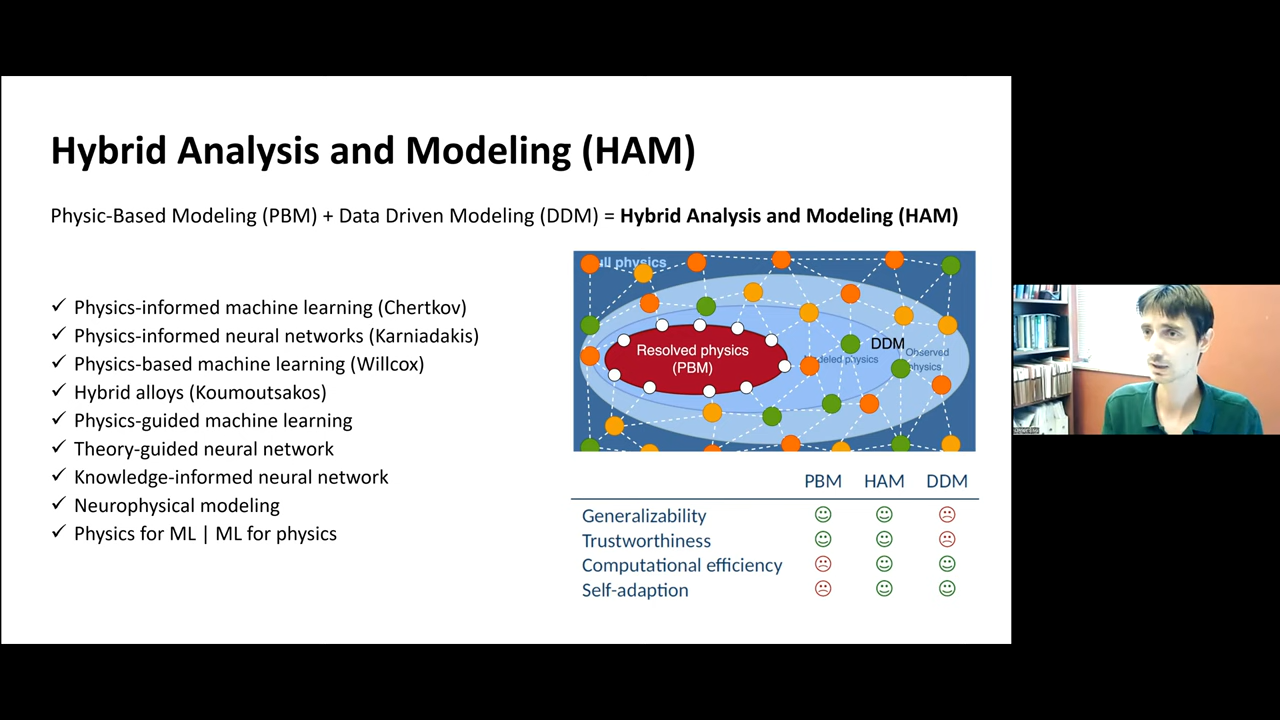 Hybrid Analysis and Modeling (HAM)
Physic-Based Modeling (PBM) + Data Driven Modeling (DDM) = Hybrid Analysis and Modeling (HAM)
✓ Physics-informed machine learning (Chertkov)
✓ Physics-informed neural networks (Karniadakis)
✓ Physics-based machine learning (Willcox)
✓ Hybrid alloys (Koumoutsakos)
✓ Physics-guided machine learning
✓ Theory-guided neural network
✓ Knowledge-informed neural network
✓ Neurophysical modeling
✓ Physics for ML | ML for physics
physics
Resolved physics
(PBM)
DDM
physics
Observed
PBM HAM DDM
Generalizability ☺ ☺ ☹
Trustworthiness ☺ ☺ ☹
Computational efficiency ☹ ☺ ☺
Self-adaption ☹ ☺ ☺